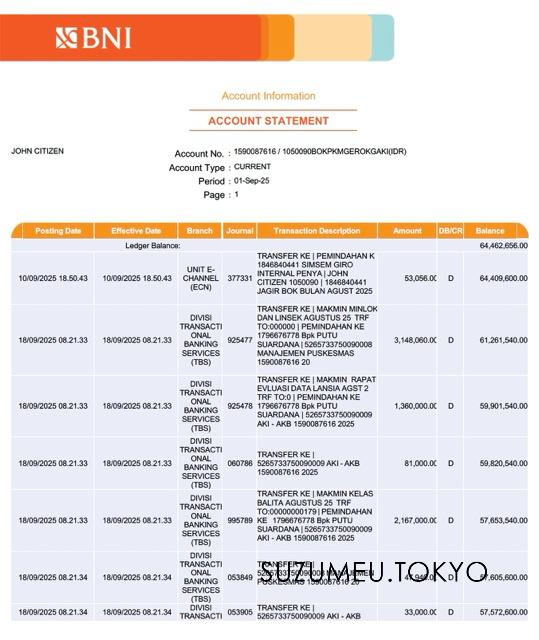 BNI
Account Information
ACCOUNT STATEMENT
JOHN CITIZEN
Account No. : 1590087616 / 1050090BOKPKMGEROKGAKI(IDR)
Account Type : CURRENT
Period : 01-Sep-25
Page : 1
Posting Date Effective Date Branch Journal Transaction Description Amount DB/CR Balance
Ledger Balance: 64,462,656.00
TRANSFER KE | PEMINDAHAN K
1846840441 SIMSEM GIRO
INTERNAL PENYA | JOHN
CITIZEN 1050090 | 1846840441
JAGIR BOK BULAN AGUST 2025
10/09/2025 18.50.43 10/09/2025 18.50.43
UNIT E-
CHANNEL
(ECN)
377331 53,056.00 D 64,409,600.00
DIVISI
TRANSACTI
ONAL
BANKING
SERVICES
(TBS)
TRANSFER KE | MAKMIN MINLOK
DAN LINSEK AGUSTUS 25 TRF
TO:000000 | PEMINDAHAN KE
1796676778 Bpk PUTU
SUARDANA | 5265733750090008
MANAJEMEN PUSKESMAS
1590087616 20
18/09/2025 08.21.33 18/09/2025 08.21.33 925477 3,148,060.00 D 61,261,540.00
DIVISI
TRANSACTI
ONAL
BANKING
SERVICES
(TBS)
TRANSFER KE | MAKMIN RAPAT
EVLUASI DATA LANSIA AGST 2
TRF TO:0 | PEMINDAHAN KE
1796676778 Bpk PUTU
SUARDANA | 5265733750090009
AKI - AKB 1590087616 2025
18/09/2025 08.21.33 18/09/2025 08.21.33 925478 1,360,000.00 D 59,901,540.00
DIVISI
TRANSACTI
ONAL
BANKING
SERVICES
(TBS)
TRANSFER KE |
5265733750090009 AKI - AKB
1590087616 2025
18/09/2025 08.21.33 18/09/2025 08.21.33 060786 81,000.00 D 59,820,540.00
DIVISI
TRANSACTI
ONAL
BANKING
SERVICES
(TBS)
TRANSFER KE | MAKMIN KELAS
BALITA AGUSTUS 25 TRF
TO:00000000179 | PEMINDAHAN
KE 1796676778 Bpk PUTU
SUARDANA | 5265733750090009
AKI - AKB 1590087616 2025
18/09/2025 08.21.33 18/09/2025 08.21.33 995789 2,167,000.00 D 57,653,540.00
DIVISI
TRANSACTI
ONAL
BANKING
SERVICES
(TBS)
TRANSFER KE |
PUSKESMAS 1590087616 20
18/09/2025 08.21.34 18/09/2025 08.21.34 053849 D 57,605,600.00
SUZUMEU.TOKYO
DIVISI
TRANSACTI
TRANSFER KE |
5265733750090009 AKI - AKB
18/09/2025 08.21.34 18/09/2025 08.21.34 053905 33,000.00 D 57,572,600.00